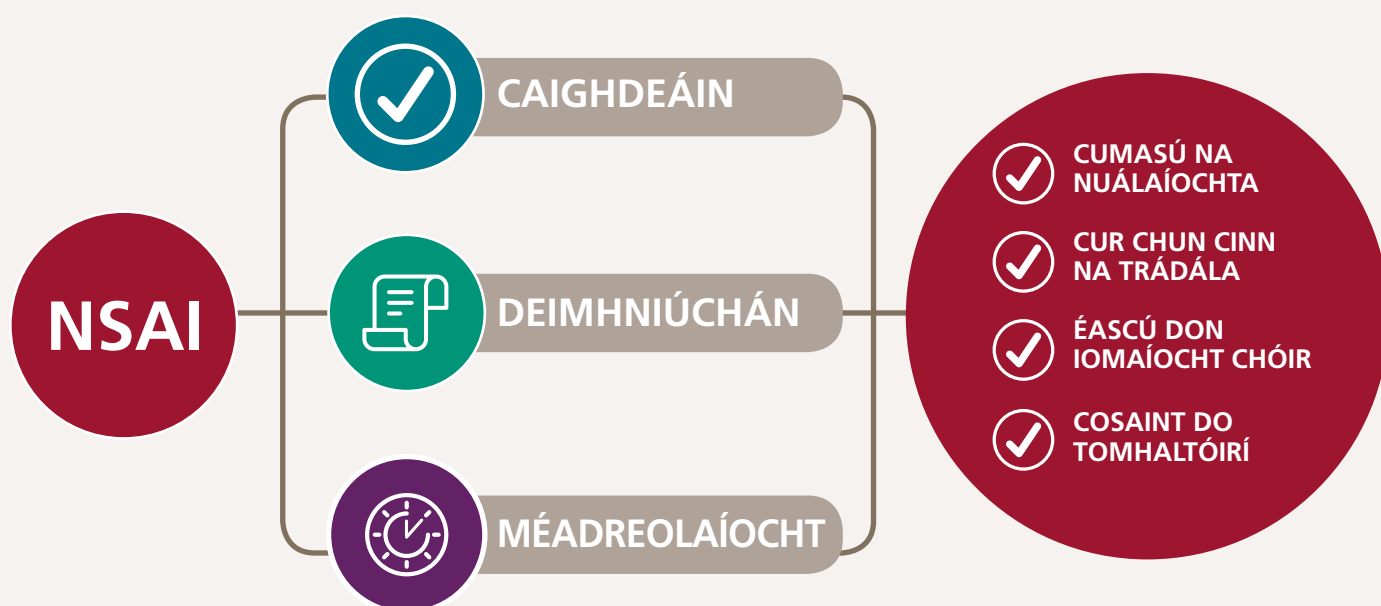 NSAI
CAIGHDEÁIN
DEIMHNIÚCHÁN
MÉADREOLAÍOCHT
CUMASÚ NA
NUÁLAÍOCHTA
CUR CHUN CINN
NA TRÁDÁLA
ÉASCÚ DON
IOMAÍOCHT CHÓIR
COSAINT DO
TOMHALTÓIRÍ